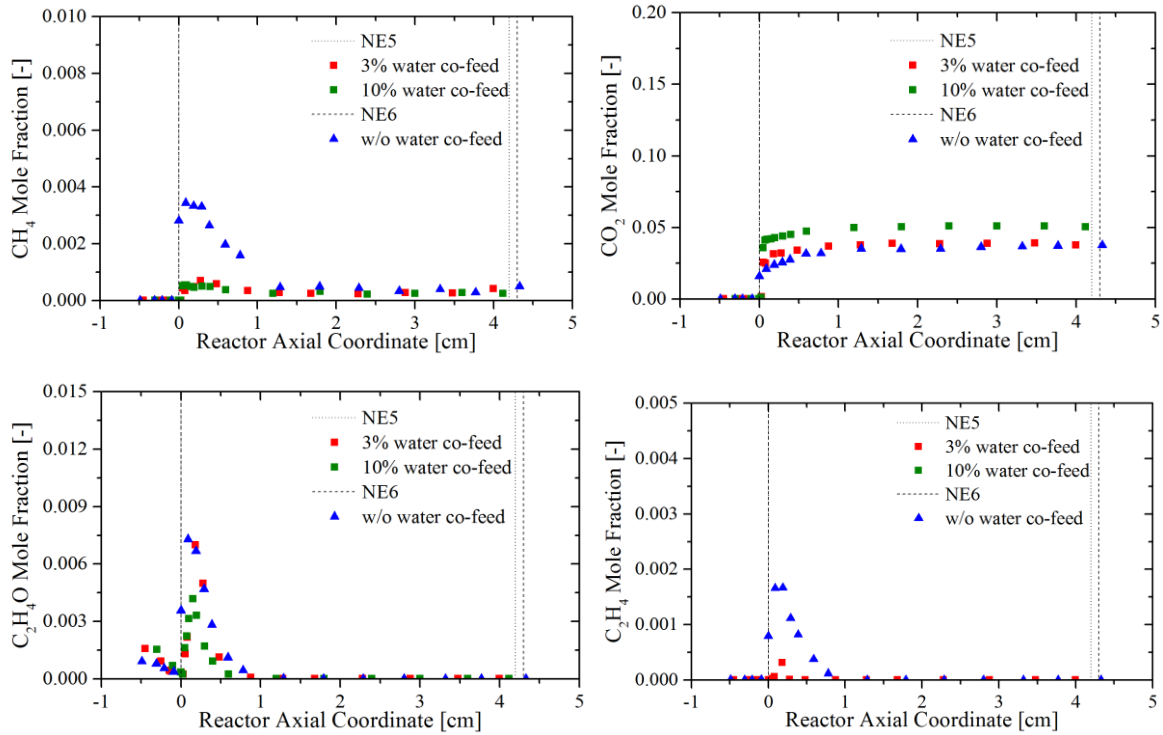 0.010
0.008
0.006
0.004
0.002
0.000
CH4 Mole Fraction [-]
NE5
3% water co-feed
10% water co-feed
NE6
w/o water co-feed
-1 0 1 2 3 4 5
Reactor Axial Coordinate [cm]
0.20
0.15
0.10
0.05
0.00
CO2 Mole Fraction [-]
NE5
3% water co-feed
10% water co-feed
NE6
w/o water co-feed
-1 0 1 2 3 4 5
Reactor Axial Coordinate [cm]
0.015
0.012
0.009
0.006
0.003
0.000
C2H4O Mole Fraction [-]
NE5
3% water co-feed
10% water co-feed
NE6
w/o water co-feed
-1 0 1 2 3 4 5
Reactor Axial Coordinate [cm]
0.005
0.004
0.003
0.002
0.001
0.000
C2H4 Mole Fraction [-]
NE5
3% water co-feed
10% water co-feed
NE6
w/o water co-feed
-1 0 1 2 3 4 5
Reactor Axial Coordinate [cm]